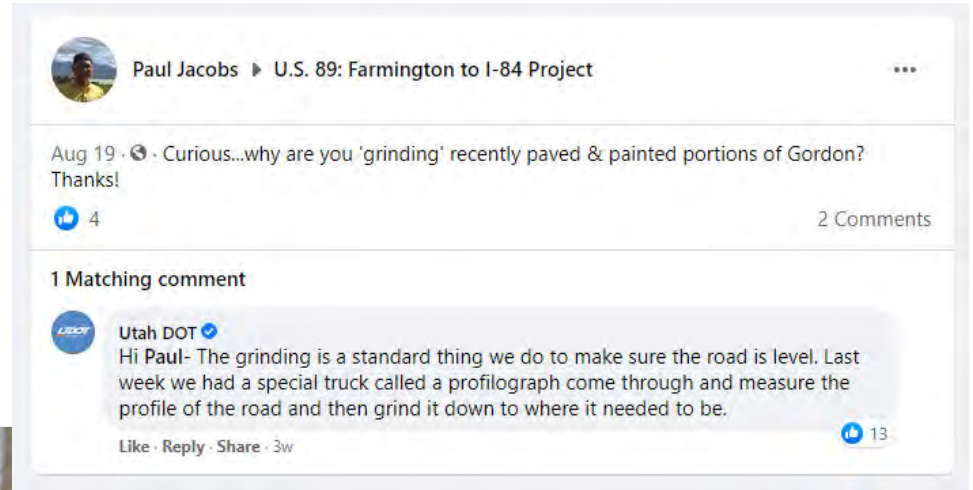 Paul Jacobs ▶ U.S. 89: Farmington to I-84 Project
Aug 19 · Curious...why are you 'grinding' recently paved & painted portions of Gordon?
Thanks!
4
2 Comments
1 Matching comment
UDOT
Utah DOT
Hi Paul- The grinding is a standard thing we do to make sure the road is level. Last
week we had a special truck called a profilograph come through and measure the
profile of the road and then grind it down to where it needed to be.
13
Like · Reply · Share · 3w